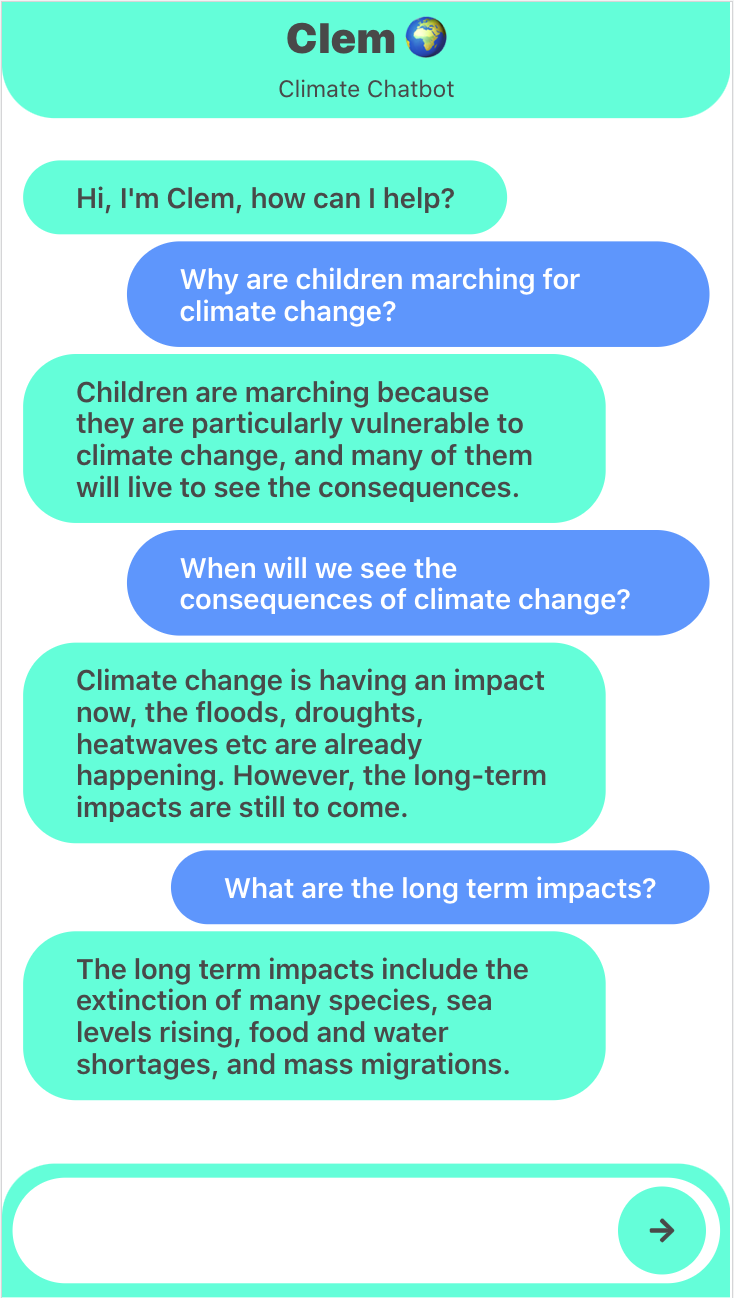 Clem 🌍
Climate Chatbot
Hi, I'm Clem, how can I help?
Why are children marching for
climate change?
Children are marching because
they are particularly vulnerable to
climate change, and many of them
will live to see the consequences.
When will we see the
consequences of climate change?
Climate change is having an impact
now, the floods, droughts,
heatwaves etc are already
happening. However, the long-term
impacts are still to come.
What are the long term impacts?
The long term impacts include the
extinction of many species, sea
levels rising, food and water
shortages, and mass migrations.